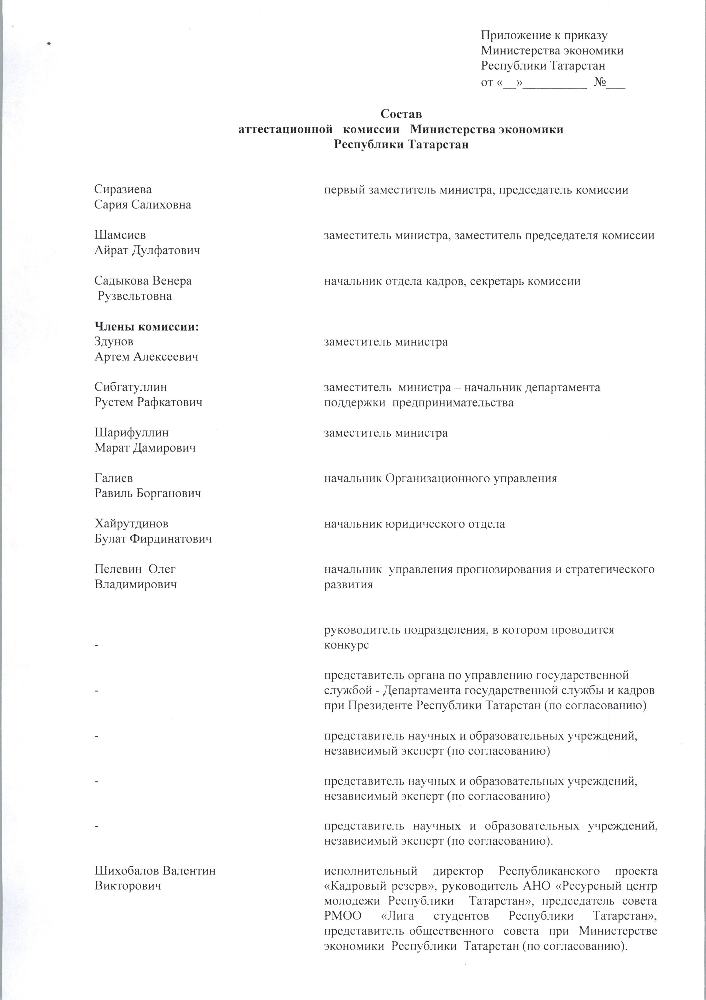 Приложение к приказу
Министерства экономики
Республики Татарстан
от «__»__________ №___
Состав
аттестационной комиссии Министерства экономики
Республики Татарстан
Сиразиева
Сария Салиховна
первый заместитель министра, председатель комиссии
Шамсиев
Айрат Дулфатович
заместитель министра, заместитель председателя комиссии
Садыкова Венера
Рузвельтовна
начальник отдела кадров, секретарь комиссии
Члены комиссии:
Здунов
Артем Алексеевич
заместитель министра
Сибгатуллин
Рустем Рафкатович
заместитель министра – начальник департамента
поддержки предпринимательства
Шарифуллин
Марат Дамирович
заместитель министра
Галиев
Равиль Борганович
начальник Организационного управления
Хайрутдинов
Булат Фирдинатович
начальник юридического отдела
Пелевин Олег
Владимирович
начальник управления прогнозирования и стратегического
развития
-
руководитель подразделения, в котором проводится
конкурс
-
представитель органа по управлению государственной
службой - Департамента государственной службы и кадров
при Президенте Республики Татарстан (по согласованию)
-
представитель научных и образовательных учреждений,
независимый эксперт (по согласованию)
-
представитель научных и образовательных учреждений,
независимый эксперт (по согласованию)
-
представитель научных и образовательных учреждений,
независимый эксперт (по согласованию).
Шихобалов Валентин
Викторович
исполнительный директор Республиканского проекта
«Кадровый резерв», руководитель АНО «Ресурсный центр
молодежи Республики Татарстан», председатель совета
РМОО «Лига студентов Республики Татарстан»,
представитель общественного совета при Министерстве
экономики Республики Татарстан (по согласованию).